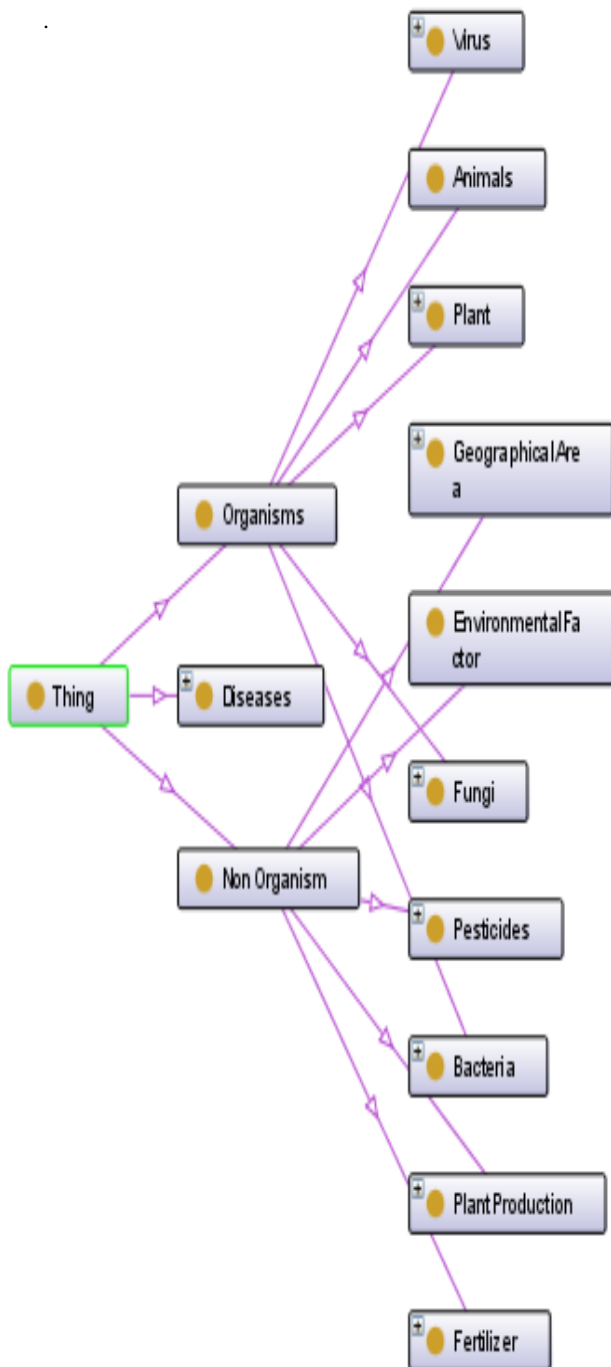 .
Virus
Animals
Plant
GeographicalAre
a
Organisms
EnvironmentalFa
ctor
Thing
Diseases
Fungi
Non Organism
Pesticides
Bacteria
PlantProduction
Fertilizer